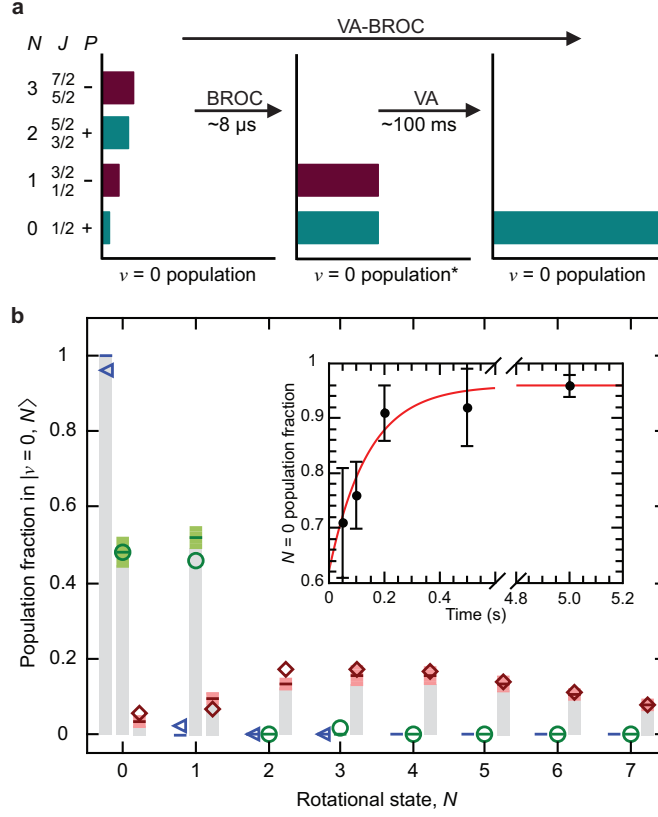 a
VA-BROC
N J P
3 7/2 5/2 −
2 5/2 3/2 +
1 3/2 1/2 −
0 1/2 +
BROC
~8 μs
VA
~100 ms
v = 0 population
v = 0 population*
v = 0 population
b
Population fraction in |v = 0, N⟩
1
0.8
0.6
0.4
0.2
0
0 1 2 3 4 5 6 7
Rotational state, N
N = 0 population fraction
1
0.9
0.8
0.7
0.6
0 0.2 0.4 4.8 5.0 5.2
Time (s)